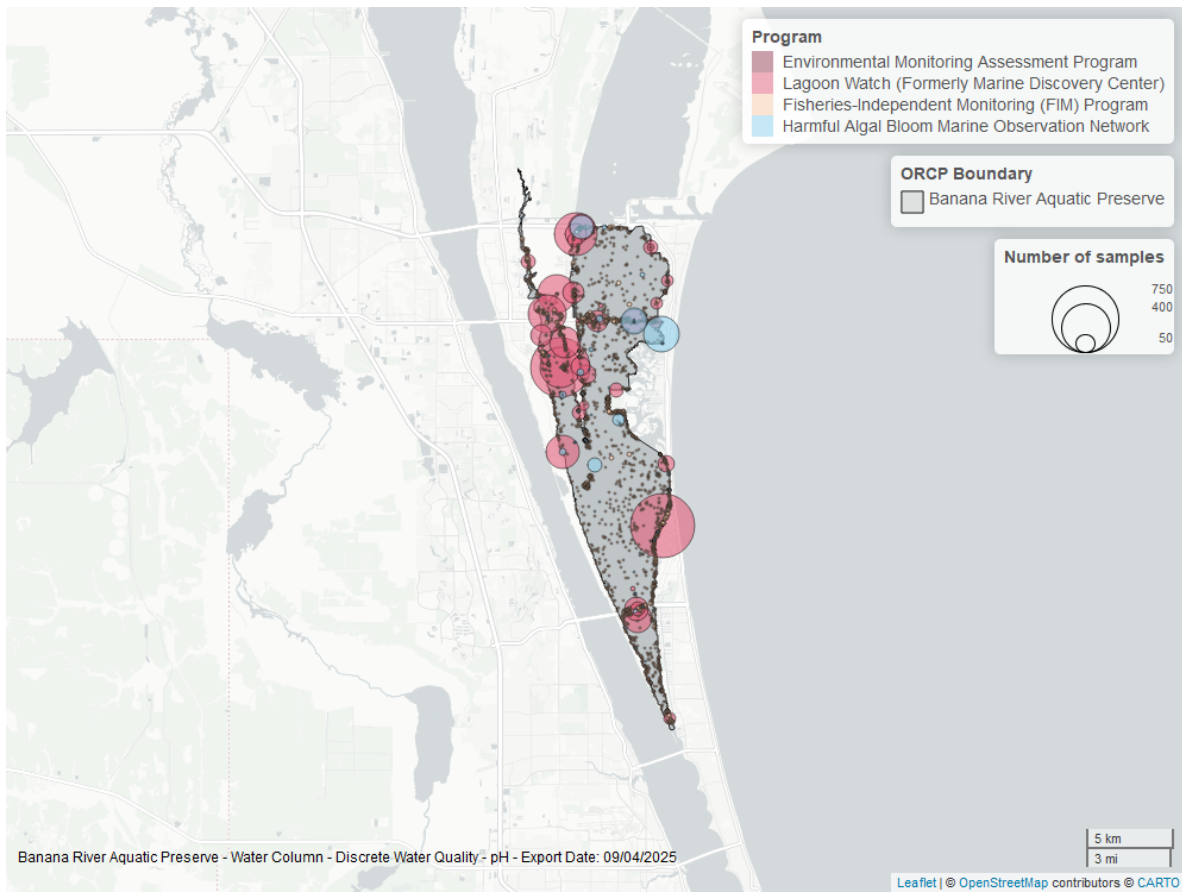 Program
Environmental Monitoring Assessment Program
Lagoon Watch (Formerly Marine Discovery Center)
Fisheries-Independent Monitoring (FIM) Program
Harmful Algal Bloom Marine Observation Network
ORCP Boundary
Banana River Aquatic Preserve
Number of samples
750
400
50
5 km
3 mi
Banana River Aquatic Preserve - Water Column - Discrete Water Quality - pH - Export Date: 09/04/2025
Leaflet | © OpenStreetMap contributors © CARTO